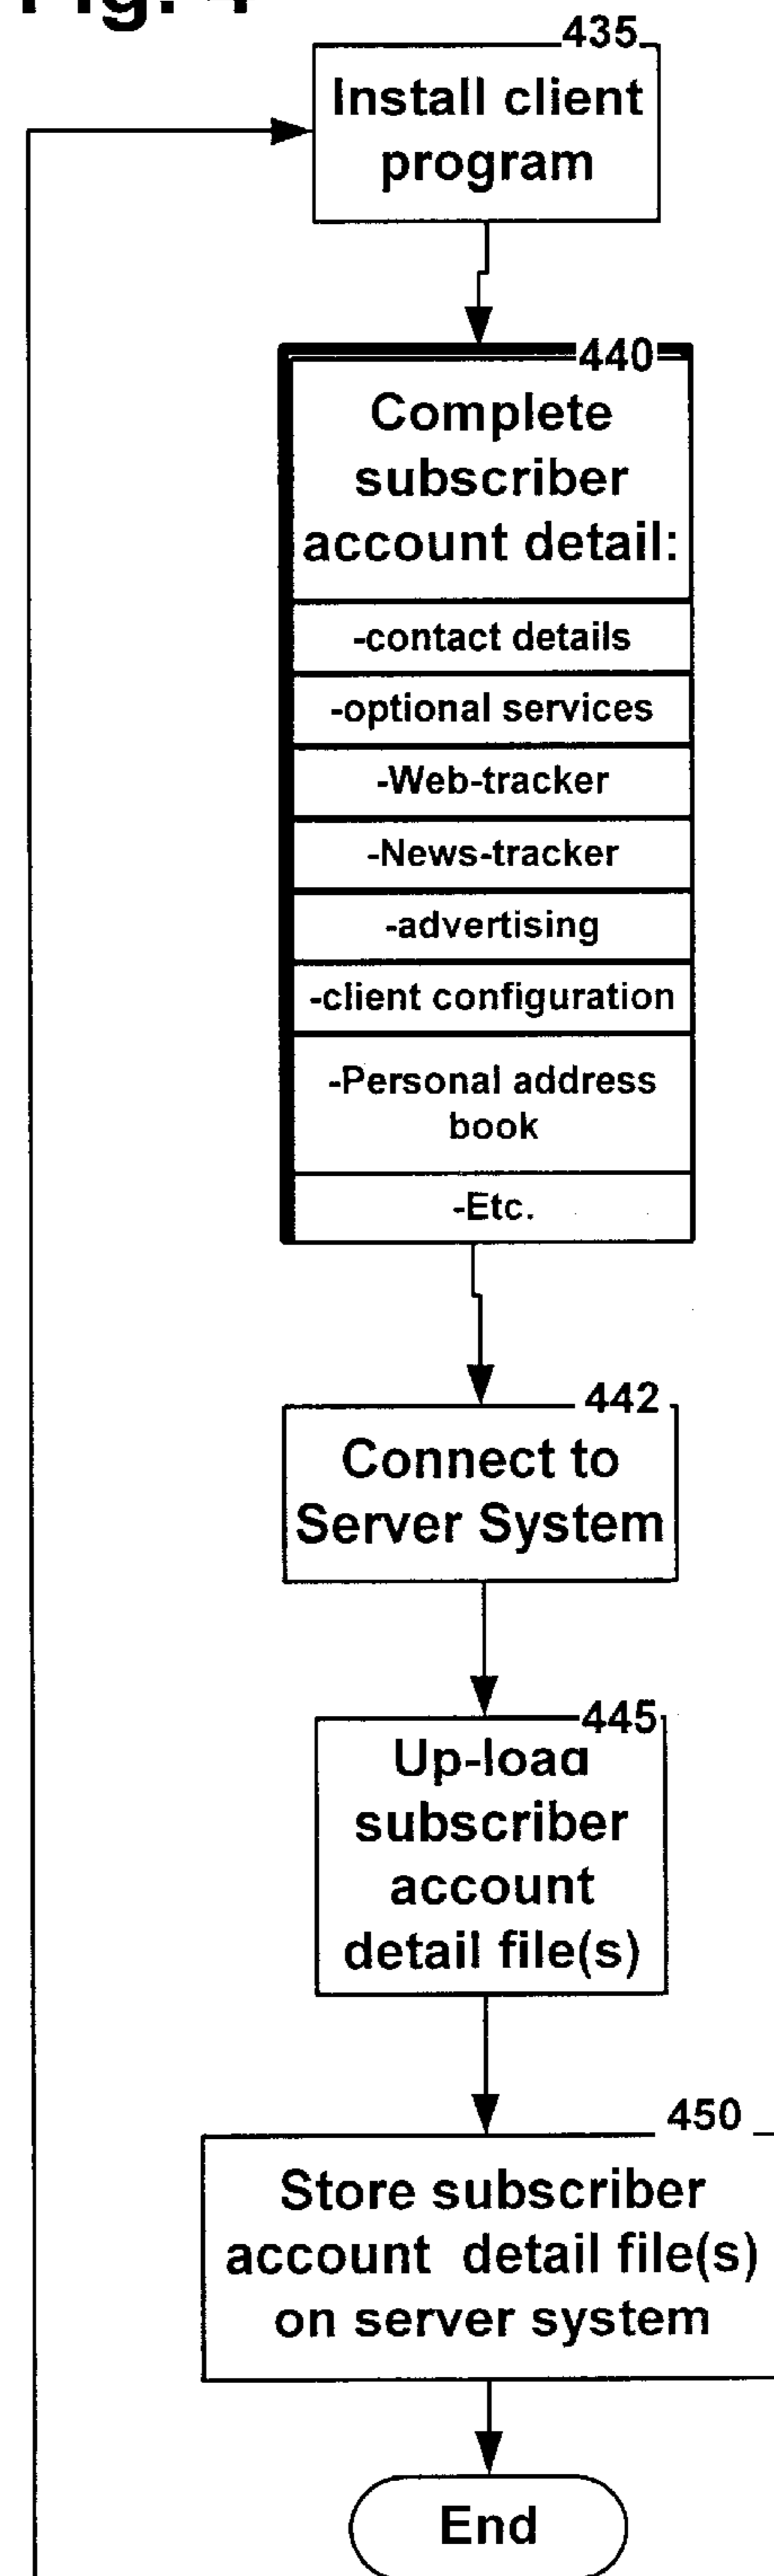 Fig. 4
435
Install client
program
440
Complete
subscriber
account detail:
-contact details
-optional services
-Web-tracker
-News-tracker
-advertising
-client configuration
-Personal address
book
-Etc.
442
Connect to
Server System
445
Up-load
subscriber
account
detail file(s)
450
Store subscriber
account detail file(s)
on server system
End